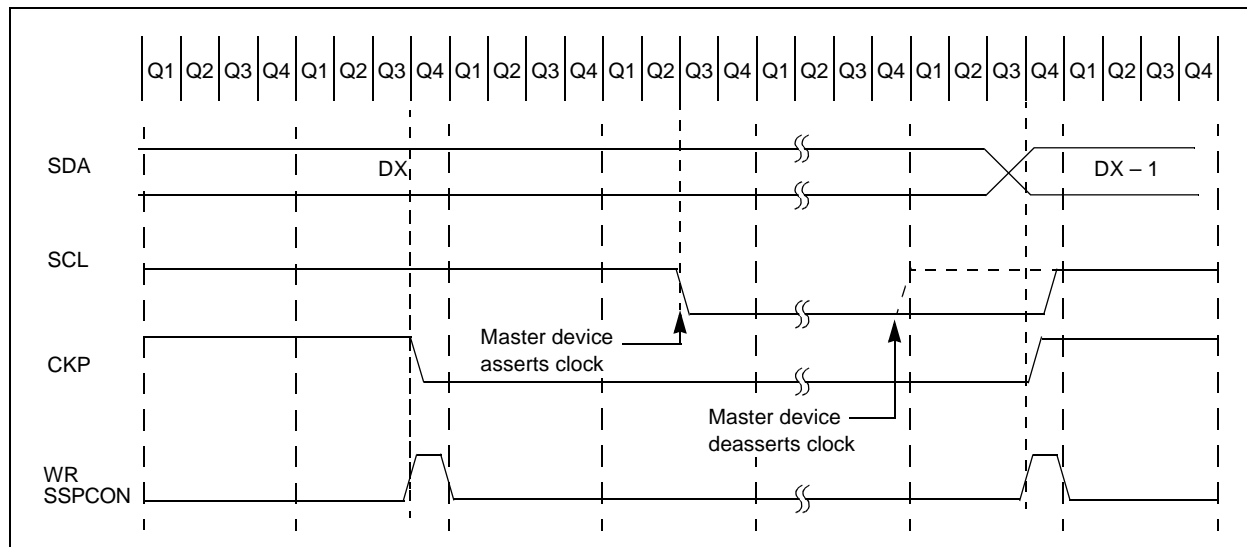 Q1 Q2 Q3 Q4 Q1 Q2 Q3 Q4 Q1 Q2 Q3 Q4 Q1 Q2 Q3 Q4 Q1 Q2 Q3 Q4 Q1 Q2 Q3 Q4 Q1 Q2 Q3 Q4
SDA
DX
DX – 1
SCL
Master device
asserts clock
CKP
Master device
deasserts clock
WR
SSPCON